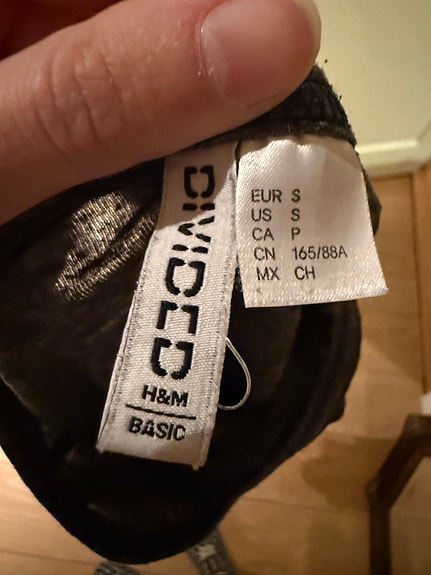 DIVIDED
H&M
BASIC
EUR S
US S
CA P
CN 165/88A
MX CH